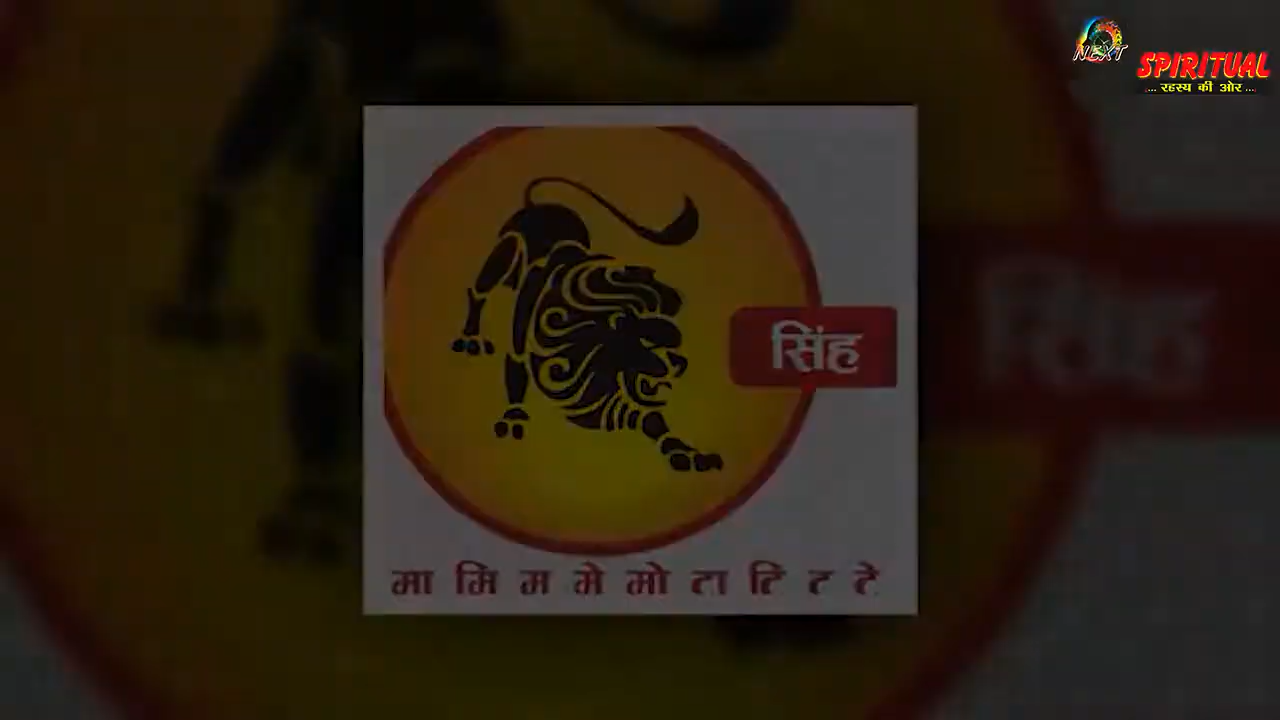 NEXT
SPIRITUAL
... रहस्य की ओर ...
सिंह
सिंह
मा मि म मे मो टा टि ट टे